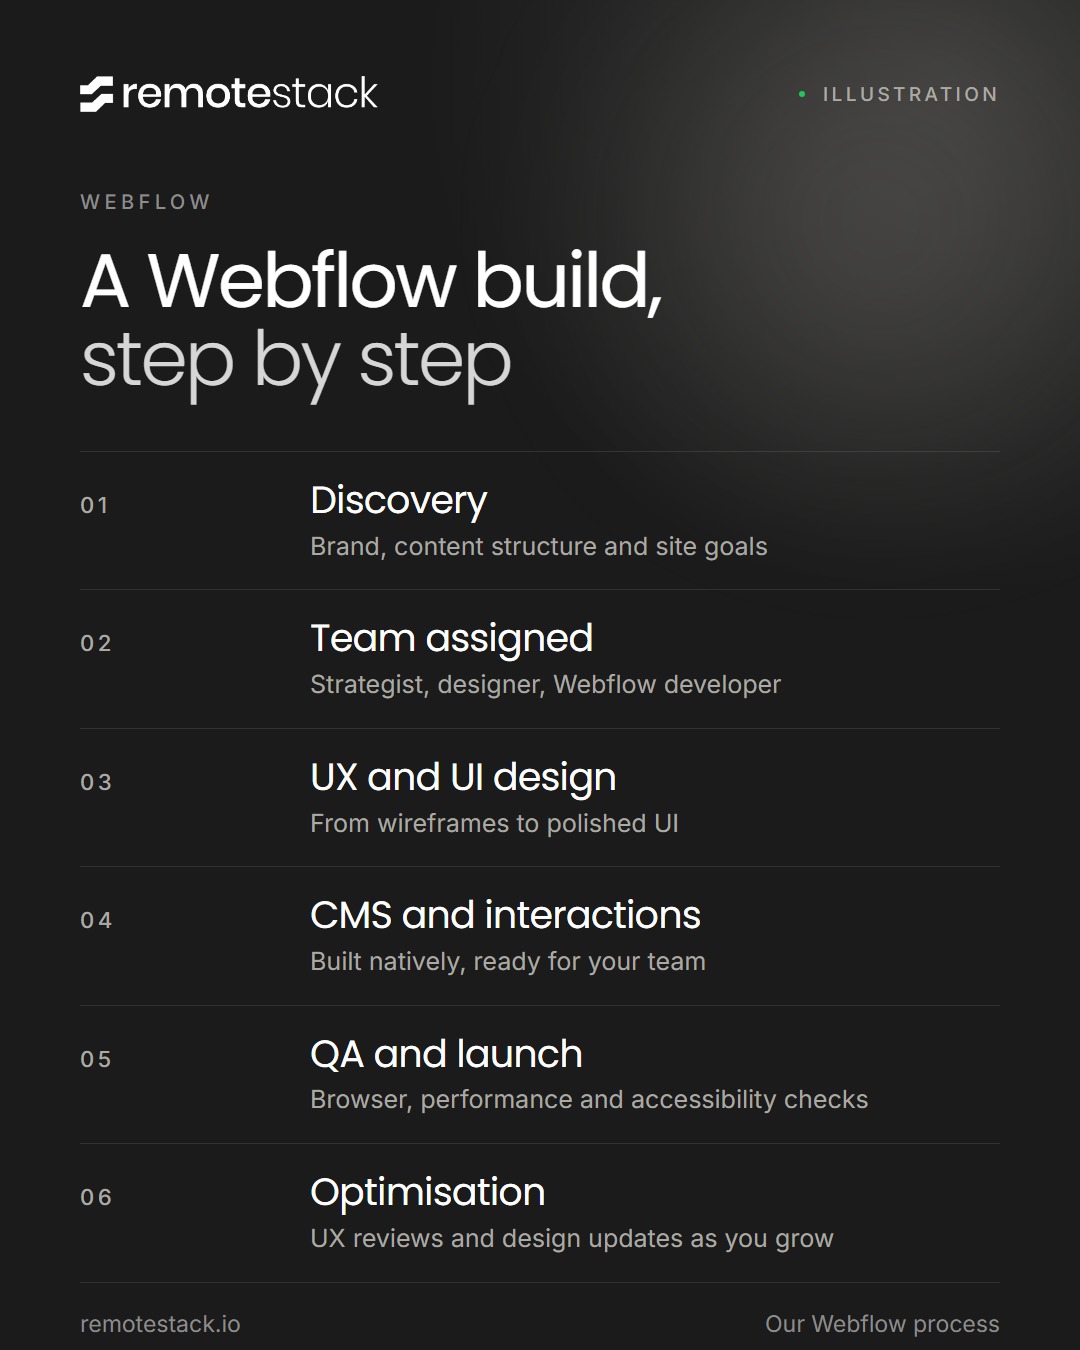 remotestack
ILLUSTRATION
WEBFLOW
A Webflow build,
step by step
01
Discovery
Brand, content structure and site goals
02
Team assigned
Strategist, designer, Webflow developer
03
UX and UI design
From wireframes to polished UI
04
CMS and interactions
Built natively, ready for your team
05
QA and launch
Browser, performance and accessibility checks
06
Optimisation
UX reviews and design updates as you grow
remotestack.io
Our Webflow process